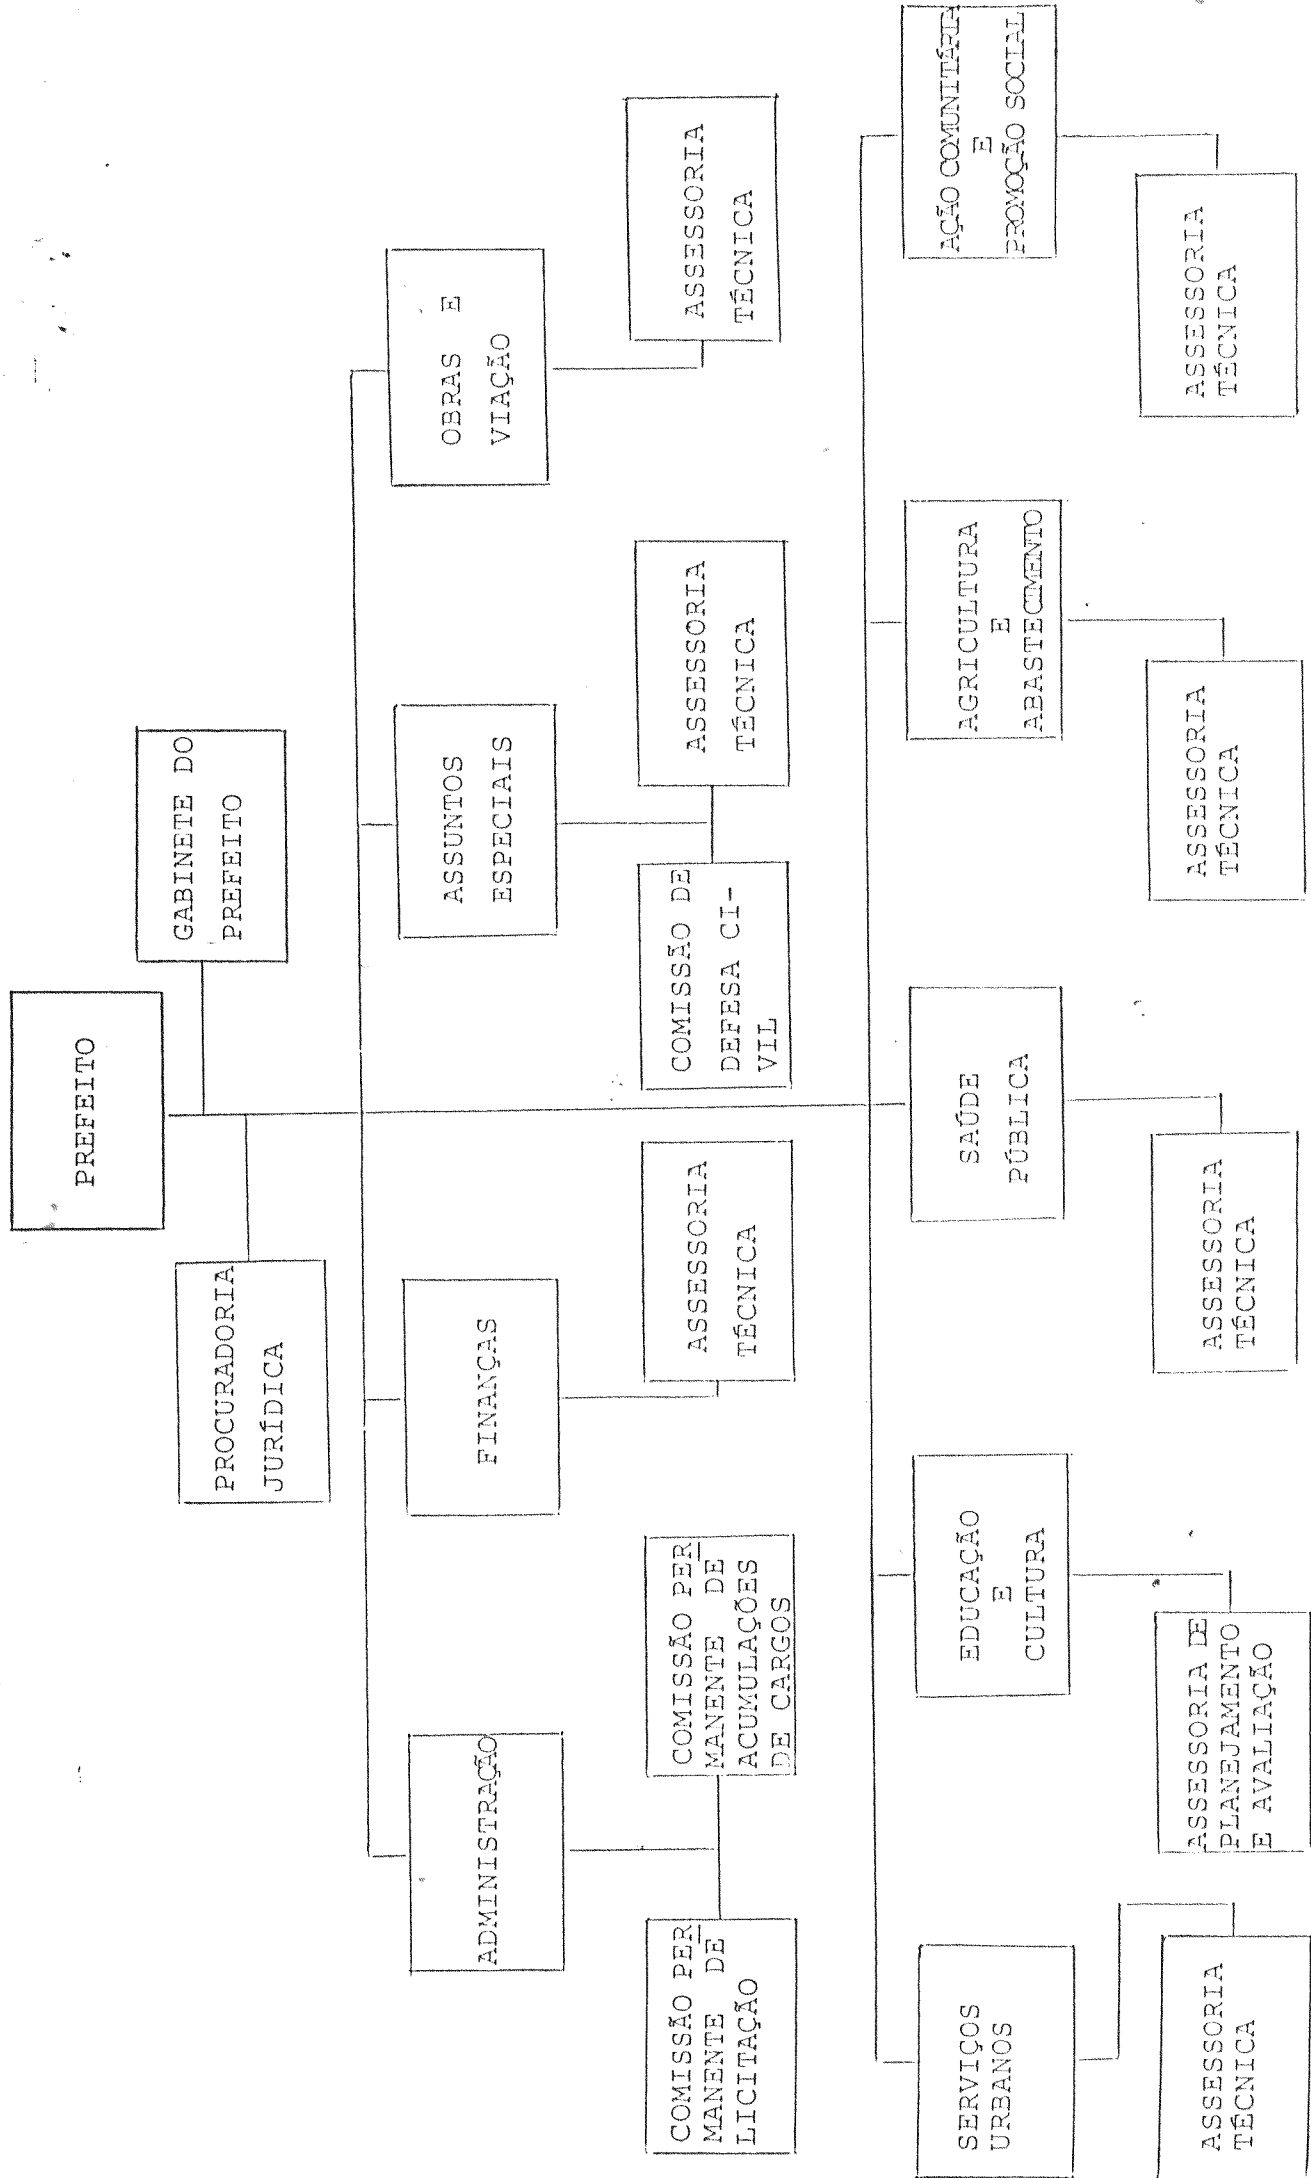 PREFEITO
GABINETE DO
PREFEITO
PROCURADORIA
JURÍDICA
ADMINISTRAÇÃO
FINANÇAS
ASSUNTOS
ESPECIAIS
OBRAS E
VIAÇÃO
COMISSÃO PER
MANENTE DE
LICITAÇÃO
COMISSÃO PER
MANENTE DE
ACUMULAÇÕES
DE CARGOS
ASSESSORIA
TÉCNICA
COMISSÃO DE
DEFESA CI-
VIL
ASSESSORIA
TÉCNICA
ASSESSORIA
TÉCNICA
SERVIÇOS
URBANOS
EDUCAÇÃO
E
CULTURA
SAÚDE
PÚBLICA
AGRICULTURA
E
ABASTECIMENTO
AÇÃO COMUNITÁRIA
E
PROMOÇÃO SOCIAL
ASSESSORIA
TÉCNICA
ASSESSORIA DE
PLANEJAMENTO
E AVALIAÇÃO
ASSESSORIA
TÉCNICA
ASSESSORIA
TÉCNICA
ASSESSORIA
TÉCNICA